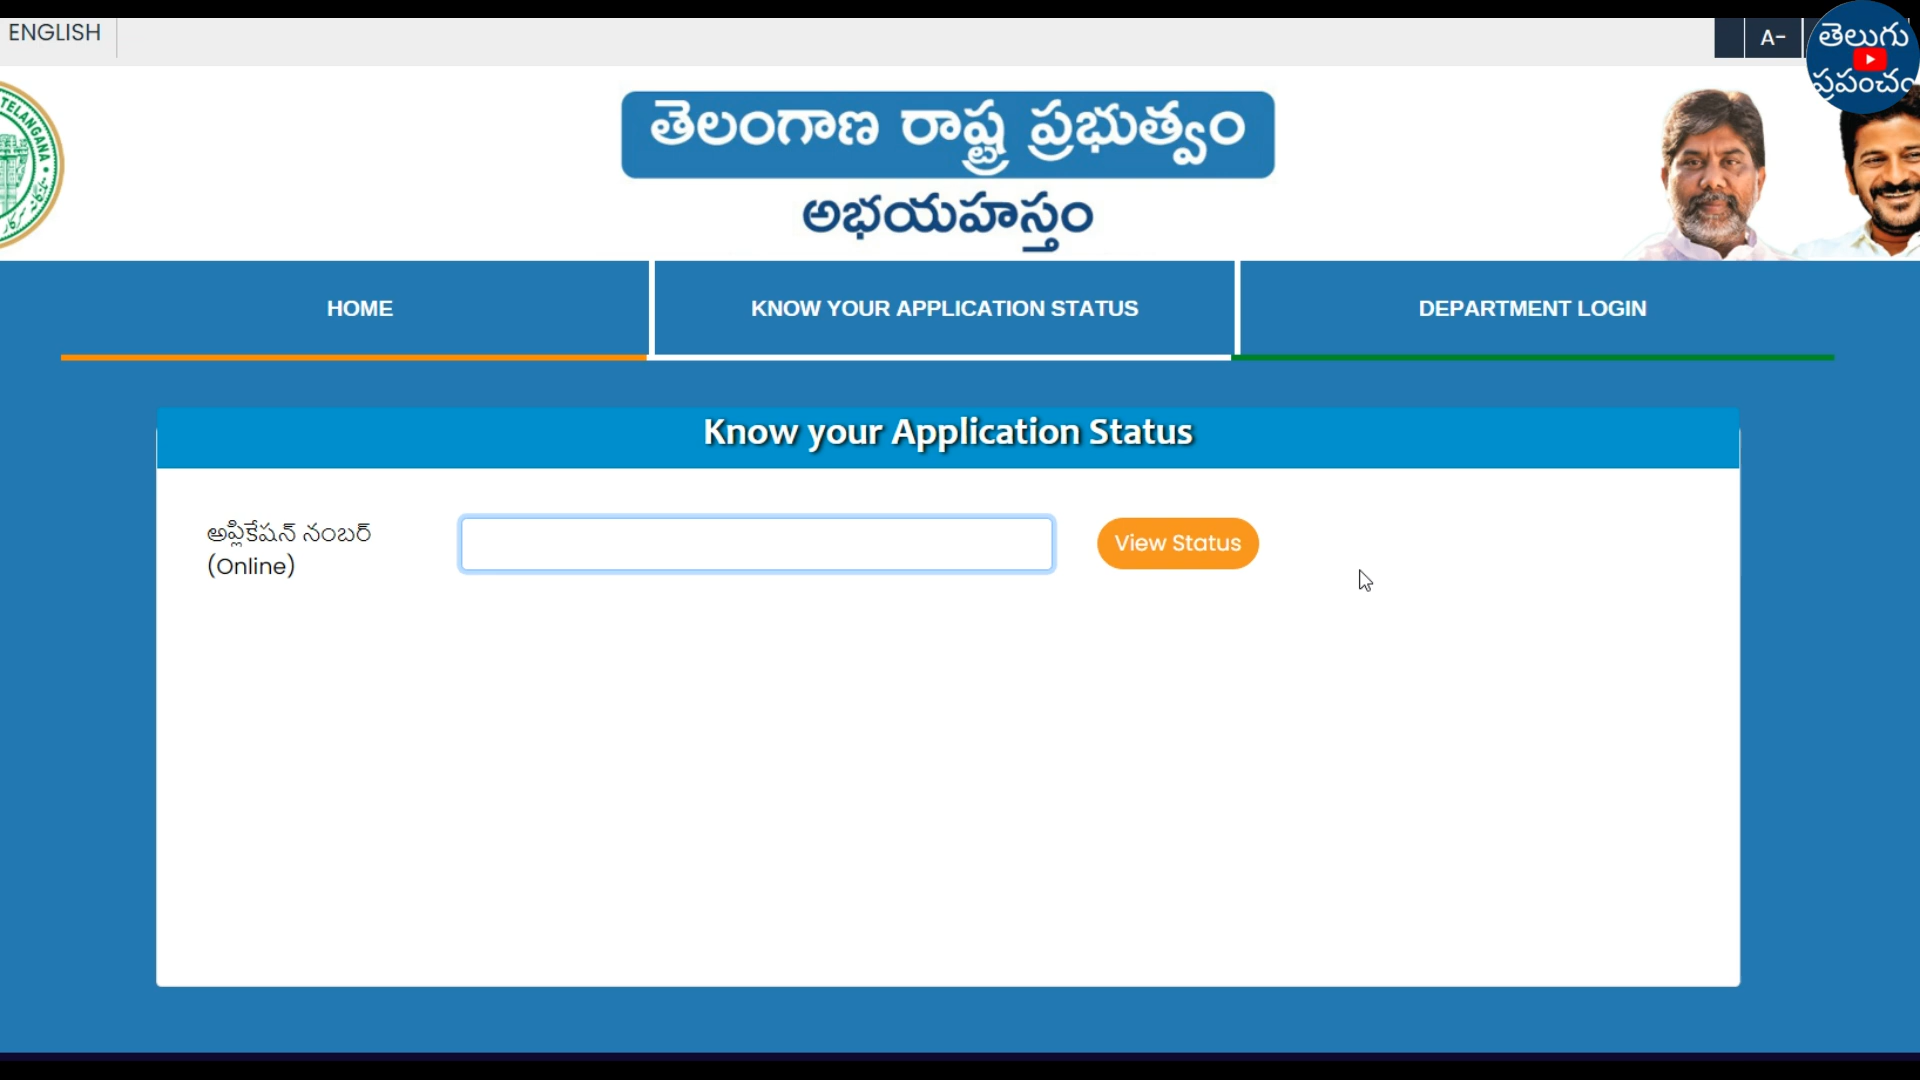 ENGLISH
A-
తెలుగు
ప్రపంచం
TELANGANA
తెలంగాణ రాష్ట్ర ప్రభుత్వం
అభయహస్తం
HOME
KNOW YOUR APPLICATION STATUS
DEPARTMENT LOGIN
Know your Application Status
అప్లికేషన్ నంబర్
(Online)
View Status